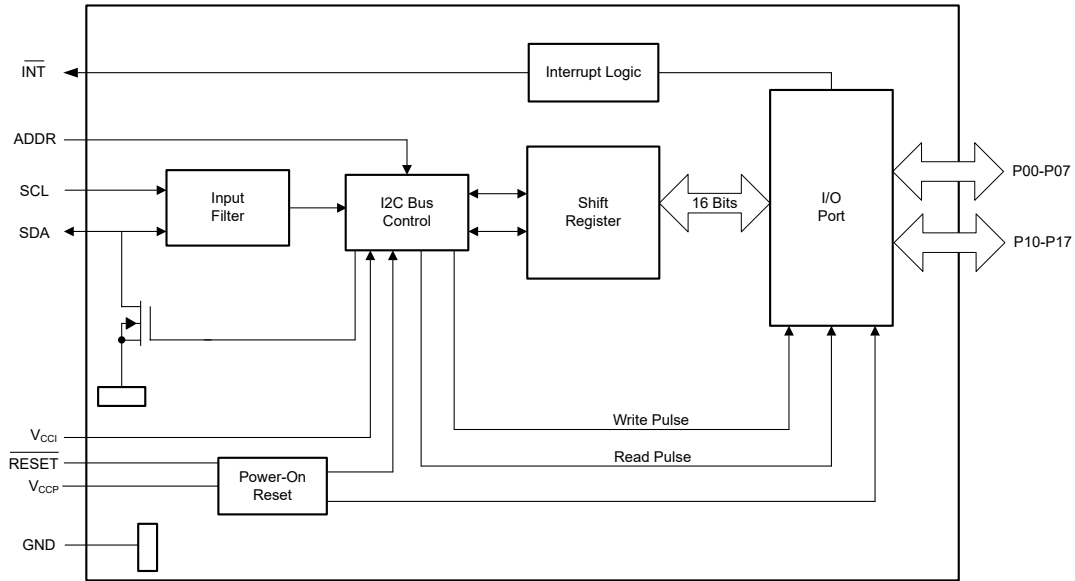 INT
Interrupt Logic
ADDR
SCL
Input
Filter
I2C Bus
Control
Shift
Register
16 Bits
I/O
Port
P00-P07
SDA
P10-P17
Write Pulse
VCCI
RESET
Read Pulse
VCCP
Power-On
Reset
GND